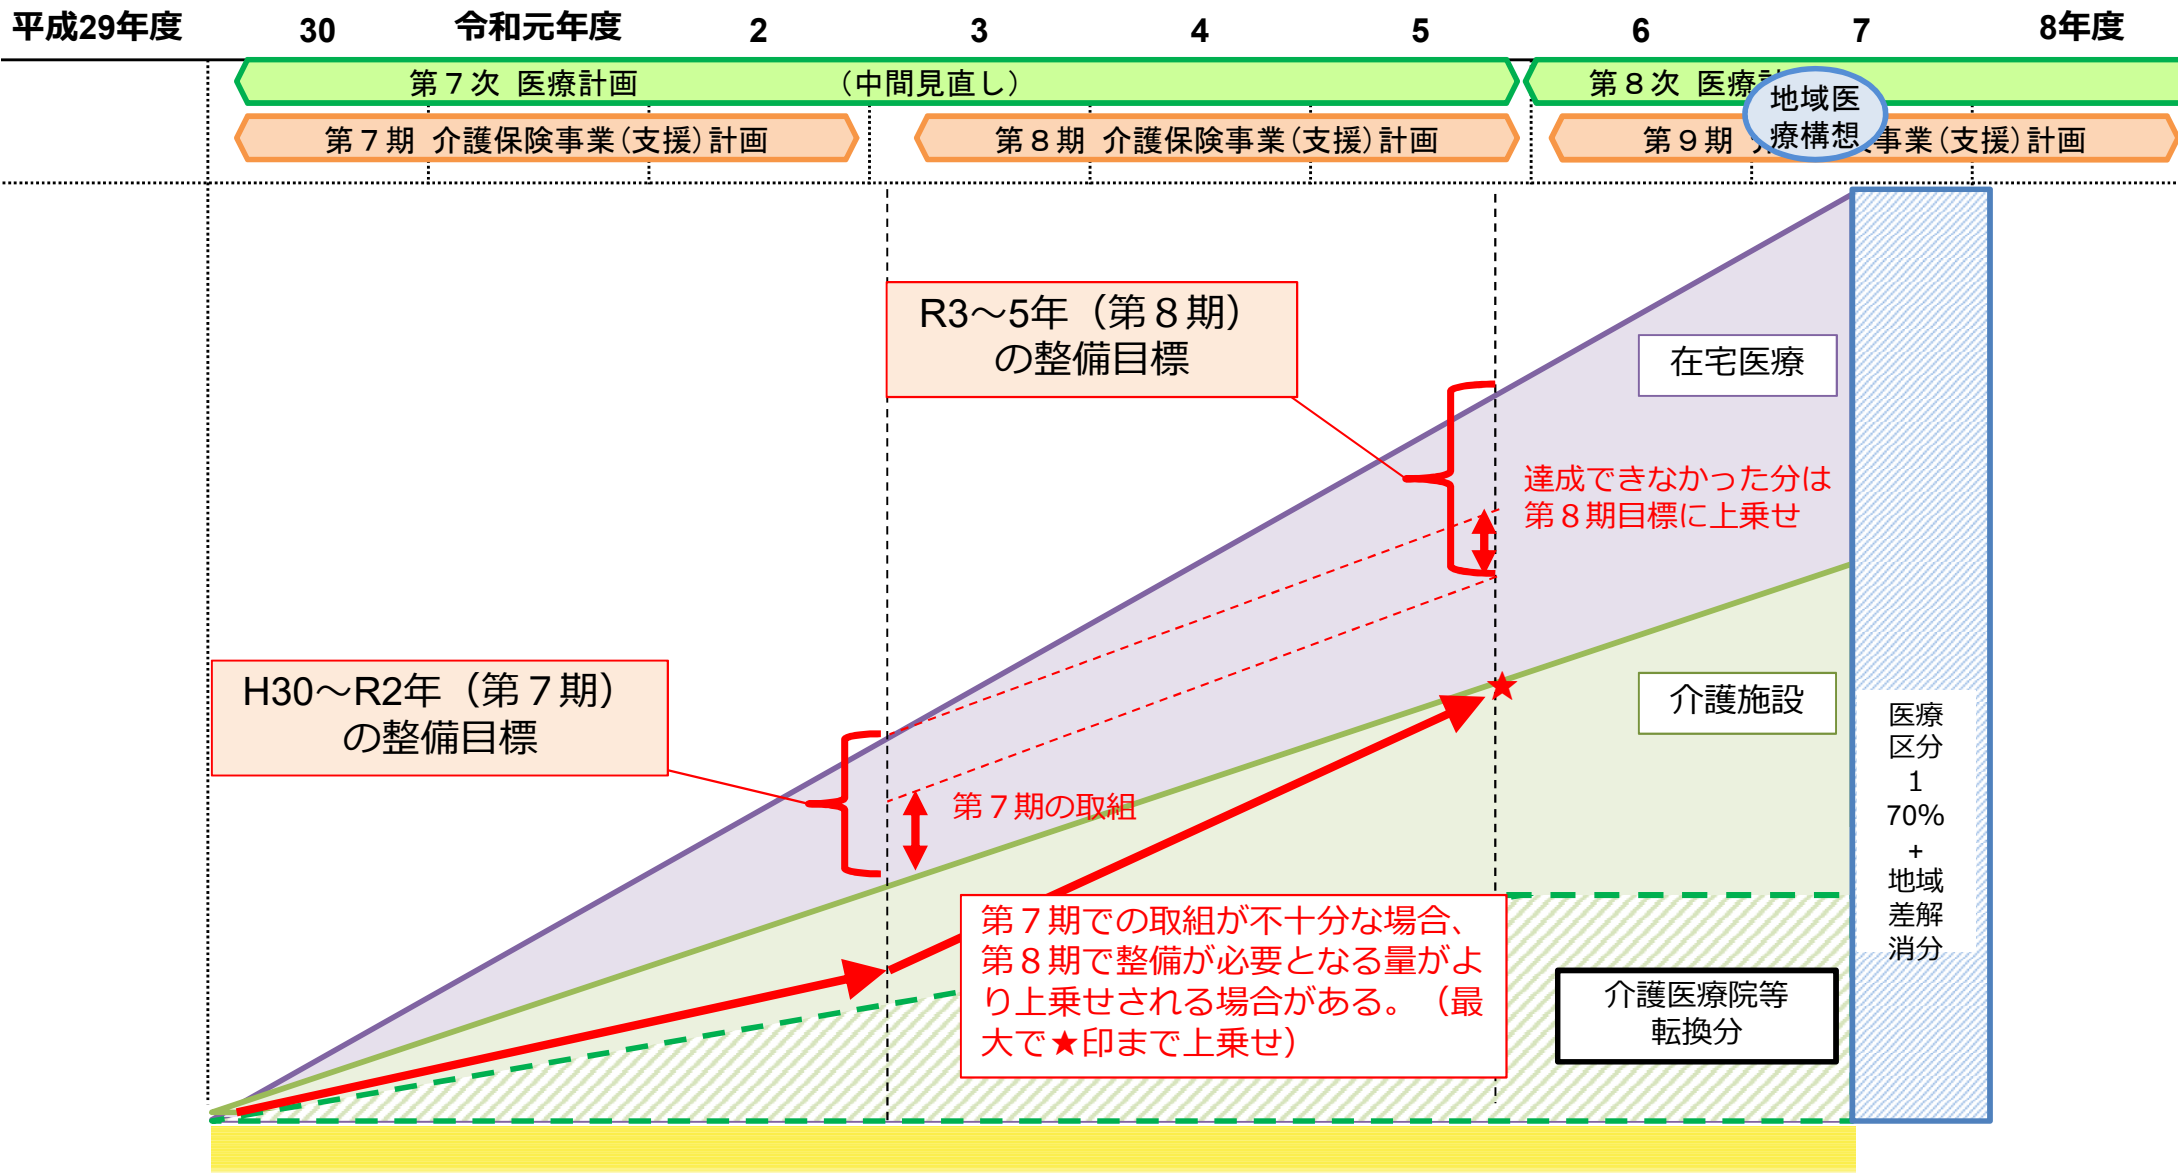 平成29年度 30 令和元年度 2 3 4 5 6 7 8年度
第７次 医療計画 （中間見直し）
第８次 医療
地域医
療構想
第７期 介護保険事業（支援）計画
第８期 介護保険事業（支援）計画
第９期 事業（支援）計画
R3～5年（第８期）
の整備目標
在宅医療
達成できなかった分は
第８期目標に上乗せ
H30～R2年（第７期）
の整備目標
介護施設
第７期の取組
医療
区分
1
70%
+
地域
差解
消分
第７期での取組が不十分な場合、
第８期で整備が必要となる量がよ
り上乗せされる場合がある。（最
大で★印まで上乗せ）
介護医療院等
転換分